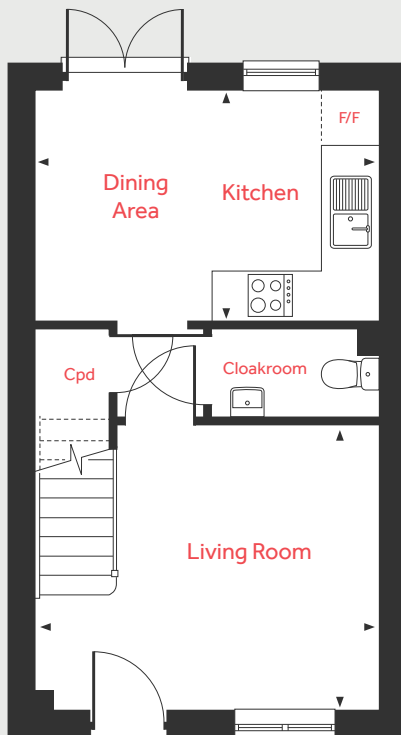 F/F
Dining
Area
Kitchen
Cpd
Cloakroom
Living Room